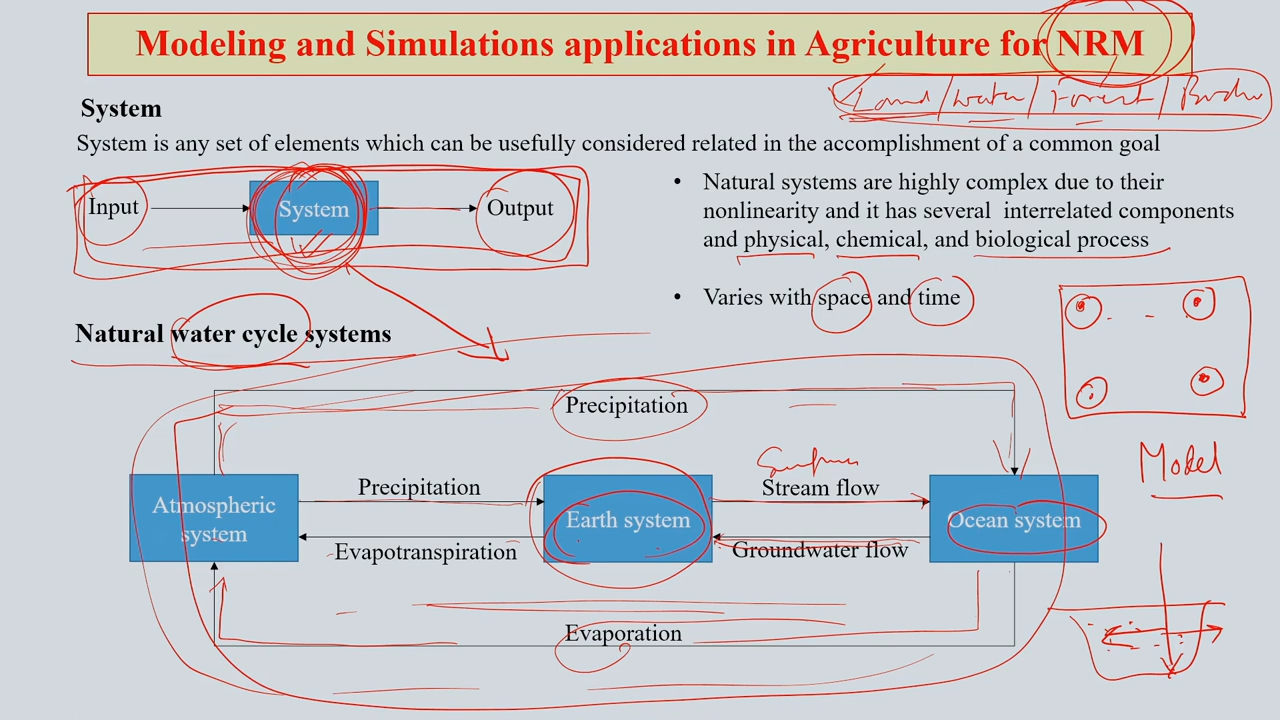 Modeling and Simulations applications in Agriculture for NRM
Land / Water / Forest /
System
System is any set of elements which can be usefully considered related in the accomplishment of a common goal
Input
System
Output
• Natural systems are highly complex due to their
nonlinearity and it has several interrelated components
and physical, chemical, and biological process
• Varies with space and time
Natural water cycle systems
Precipitation
Model
Surface
Precipitation
Stream flow
Atmospheric
system
Earth system
Ocean system
Evapotranspiration
Groundwater flow
Evaporation